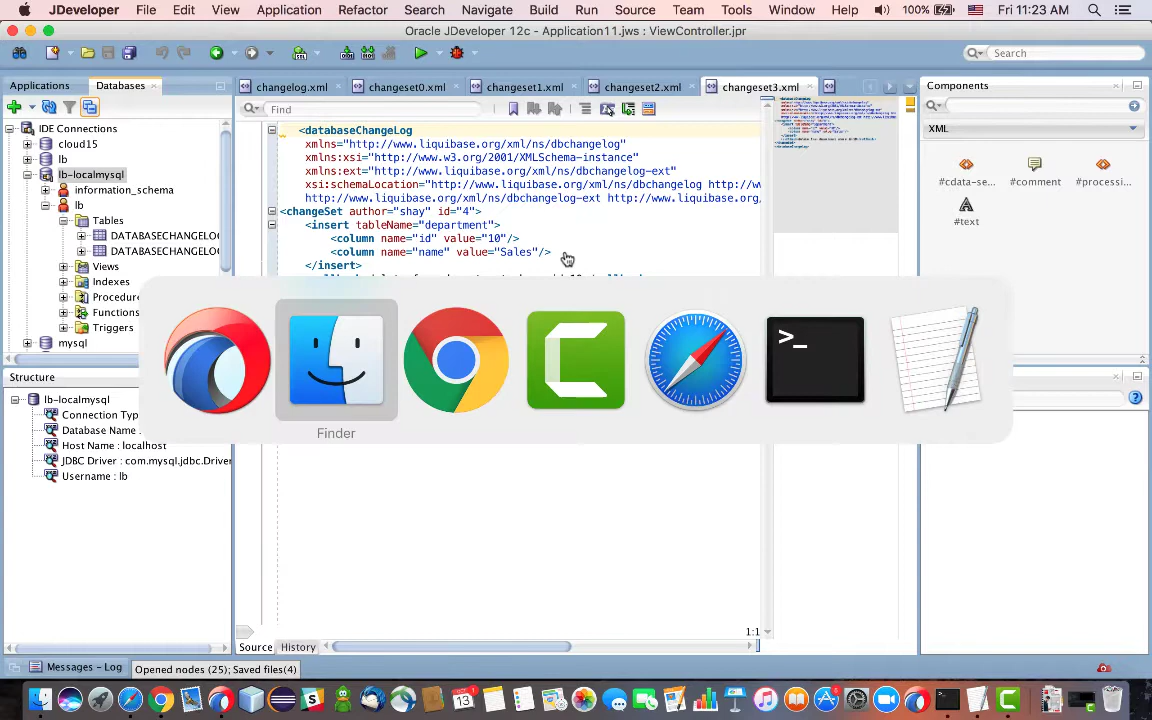 JDeveloper File Edit View Application Refactor Search Navigate Build Run Source Team Tools Window Help 100% Fri 11:23 AM
Oracle JDeveloper 12c - Application11.jws : ViewController.jpr
Search
Applications Databases
changelog.xml changeset0.xml changeset1.xml changeset2.xml changeset3.xml
Components
Find
XML
IDE Connections
cloud15
lb
lb-localmysql
information_schema
lb
Tables
DATABASECHANGELO
DATABASECHANGELO
Views
Indexes
Procedure
Functions
Triggers
mysql
<databaseChangeLog
xmlns="http://www.liquibase.org/xml/ns/dbchangelog"
xmlns:xsi="http://www.w3.org/2001/XMLSchema-instance"
xmlns:ext="http://www.liquibase.org/xml/ns/dbchangelog-ext"
xsi:schemaLocation="http://www.liquibase.org/xml/ns/dbchangelog http://ww
http://www.liquibase.org/xml/ns/dbchangelog-ext http://www.liquibase.org,
<changeSet author="shay" id="4">
<insert tableName="department">
<column name="id" value="10"/>
<column name="name" value="Sales"/>
</insert>
#cdata-se... #comment #processi...
#text
>_
Finder
Structure
lb-localmysql
Connection Typ
Database Name
Host Name : localhost
JDBC Driver : com.mysql.jdbc.Driver
Username : lb
1:1
Source History
Messages - Log Opened nodes (25); Saved files(4)
13